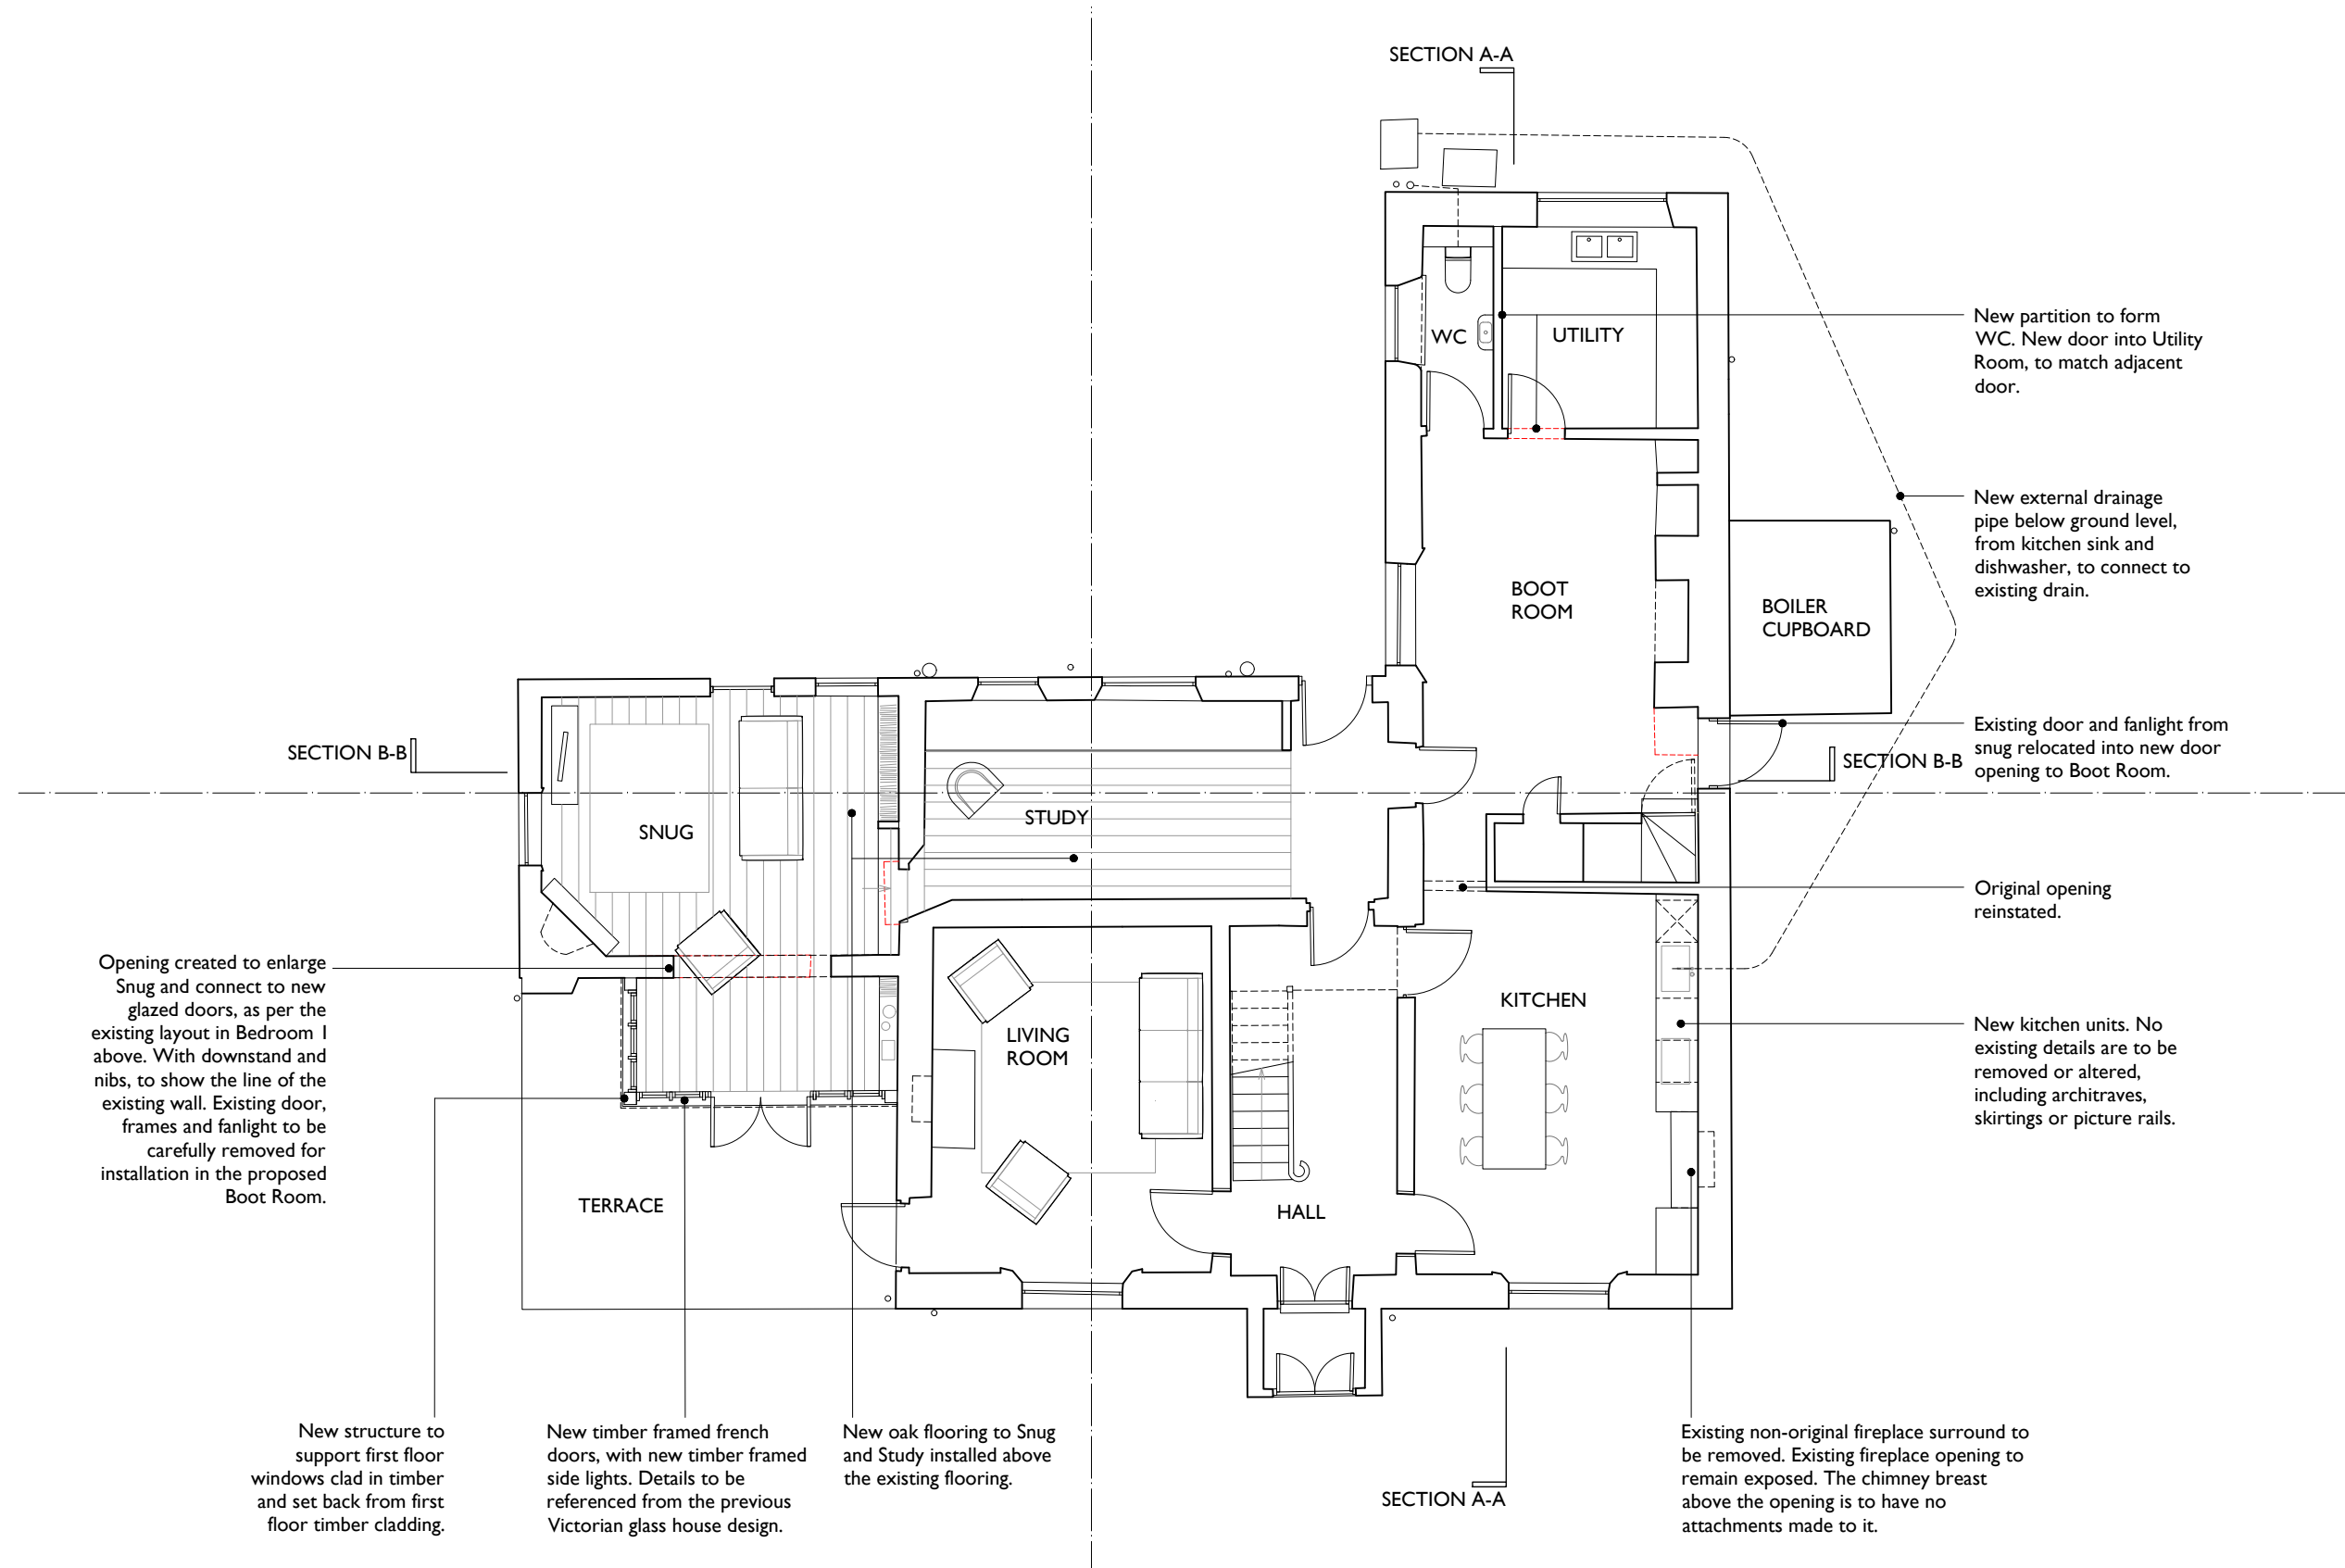 SECTION A-A
WC
UTILITY
New partition to form
WC. New door into Utility
Room, to match adjacent
door.
New external drainage
pipe below ground level,
from kitchen sink and
dishwasher, to connect to
existing drain.
BOOT
ROOM
BOILER
CUPBOARD
Existing door and fanlight from
snug relocated into new door
opening to Boot Room.
SECTION B-B
SECTION B-B
SNUG
STUDY
Original opening
reinstated.
Opening created to enlarge
Snug and connect to new
glazed doors, as per the
existing layout in Bedroom 1
above. With downstand and
nibs, to show the line of the
existing wall. Existing door,
frames and fanlight to be
carefully removed for
installation in the proposed
Boot Room.
LIVING
ROOM
KITCHEN
New kitchen units. No
existing details are to be
removed or altered,
including architraves,
skirtings or picture rails.
TERRACE
HALL
New structure to
support first floor
windows clad in timber
and set back from first
floor timber cladding.
New timber framed french
doors, with new timber framed
side lights. Details to be
referenced from the previous
Victorian glass house design.
New oak flooring to Snug
and Study installed above
the existing flooring.
SECTION A-A
Existing non-original fireplace surround to
be removed. Existing fireplace opening to
remain exposed. The chimney breast
above the opening is to have no
attachments made to it.